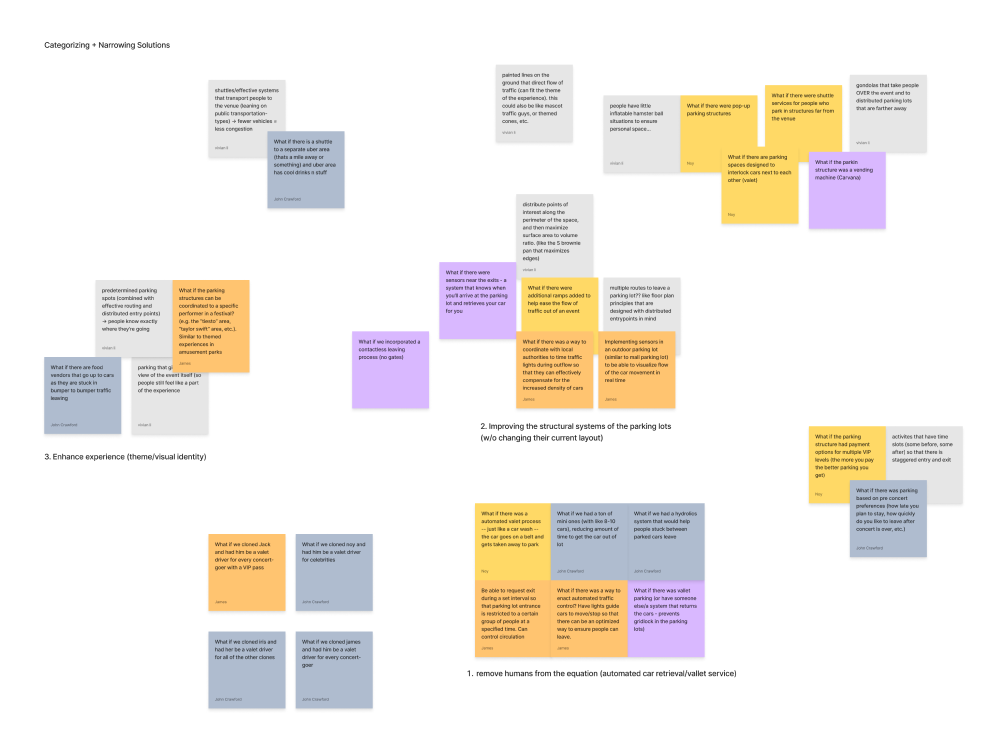 Categorizing + Narrowing Solutions
shuttles/effective systems
that transport people to
the venue (leaning on
public transportation-
types) → fewer vehicles =
less congestion
vivian li
What if there is a shuttle
to a separate uber area
(thats a mile away or
something) and uber area
has cool drinks n stuff
John Crawford
painted lines on the
ground that direct flow of
traffic (can fit the theme
of the experience). this
could also be like mascot
traffic guys, or themed
cones, etc.
vivian li
people have little
inflatable hamster ball
situations to ensure
personal space...
vivian li
What if there were pop-up
parking structures
Noy
What if there were shuttle
services for people who
park in structures far from
the venue
gondolas that take people
OVER the event and to
distributed parking lots
that are farther away
vivian li
What if there are parking
spaces designed to
interlock cars next to each
other (valet)
Noy
What if the parkin
structure was a vending
machine (Carvana)
distribute points of
interest along the
perimeter of the space,
and then maximize
surface area to volume
ratio. (like the S brownie
pan that maximizes
edges)
vivian li
What if there were
sensors near the exits - a
system that knows when
you'll arrive at the parking
lot and retrieves your car
for you
What if there were
additional ramps added to
help ease the flow of
traffic out of an event
multiple routes to leave a
parking lot?? like floor plan
principles that are
designed with distributed
entrypoints in mind
What if we incorporated a
contactless leaving
process (no gates)
What if there was a way to
coordinate with local
authorities to time traffic
lights during outflow so
that they can effectively
compensate for the
increased density of cars
James
Implementing sensors in
an outdoor parking lot
(similar to mall parking lot)
to be able to visualize flow
of the car movement in
real time
James
2. Improving the structural systems of the parking lots
(w/o changing their current layout)
predetermined parking
spots (combined with
effective routing and
distributed entry points)
→ people know exactly
where they're going
vivian li
What if the parking
structures can be
coordinated to a specific
performer in a festival?
(e.g. the "tiesto" area,
"taylor swift" area, etc.).
Similar to themed
experiences in
amusement parks
James
What if there are food
vendors that go up to cars
as they are stuck in
bumper to bumper traffic
leaving
John Crawford
parking that gi
view of the event itself (so
people still feel like a part
of the experience
vivian li
3. Enhance experience (theme/visual identity)
What if the parking
structure had payment
options for multiple VIP
levels (the more you pay
the better parking you
get)
Noy
activites that have time
slots (some before, some
after) so that there is
staggered entry and exit
What if there was parking
based on pre concert
preferences (how late you
plan to stay, how quickly
do you like to leave after
concert is over, etc.)
John Crawford
What if there was a
automated valet process
-- just like a car wash --
the car goes on a belt and
gets taken away to park
Noy
What if we had a ton of
mini exes (with like 8-10
cars), reducing amount of
time to get the car out of
lot
John Crawford
What if we had a hydrolics
system that would help
people stuck between
parked cars leave
John Crawford
Be able to request exit
during a set interval so
that parking lot entrance
is restricted to a certain
group of people at a
specified time. Can
control circulation
James
What if there was a way to
enact automated traffic
control? Have lights guide
cars to move/stop so that
there can be an optimized
way to ensure people can
leave.
James
What if there was vallet
parking (or have someone
else/a system that returns
the cars - prevents
gridlock in the parking
lots)
1. remove humans from the equation (automated car retrieval/vallet service)
What if we cloned Jack
and had him be a valet
driver for every concert-
goer with a VIP pass
James
What if we cloned noy and
had him be a valet driver
for celebrities
John Crawford
What if we cloned iris and
had her be a valet driver
for all of the other clones
John Crawford
What if we cloned james
and had him be a valet
driver for every concert-
goer
John Crawford